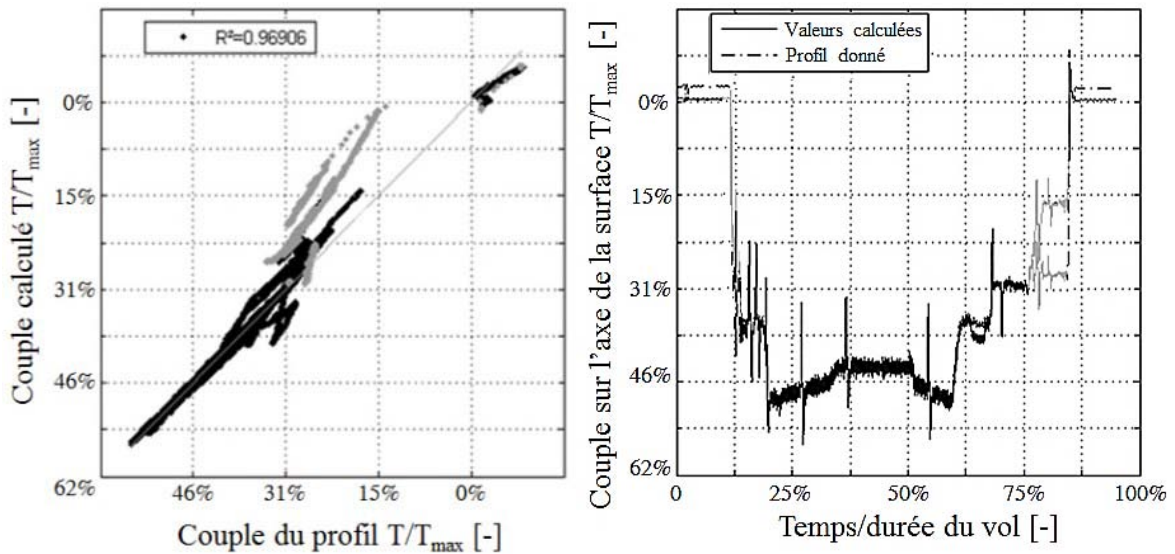 R²=0.96906
Couple calculé T/Tmax [-]
0%
15%
31%
46%
62%
46%
31%
15%
0%
Couple du profil T/Tmax [-]
Valeurs calculées
Profil donné
Couple sur l'axe de la surface T/Tmax [-]
0%
15%
31%
46%
62%
0
25%
50%
75%
100%
Temps/durée du vol [-]